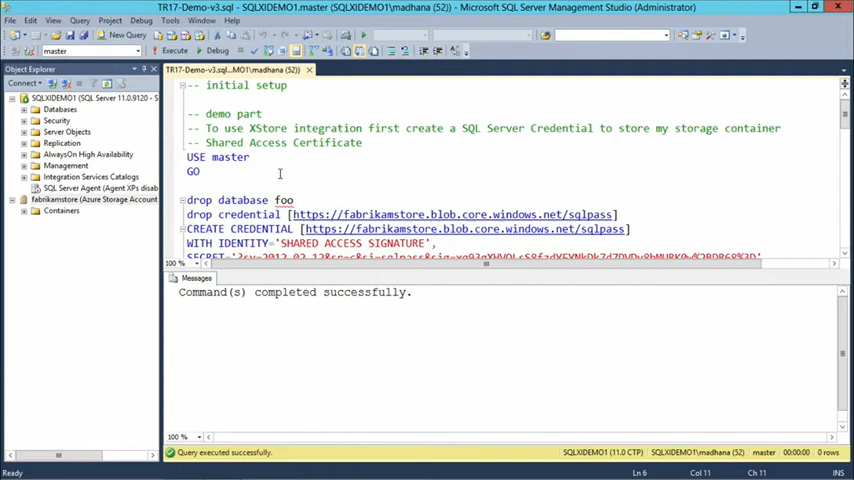 TR17-Demo-v3.sql - SQLXIDEMO1.master (SQLXIDEMO1\madhana (52)) - Microsoft SQL Server Management Studio (Administrator)
File Edit View Query Project Debug Tools Window Help
New Query
master Execute Debug
Object Explorer
Connect
SQLXIDEMO1 (SQL Server 11.0.9120 - S
Databases
Security
Server Objects
Replication
AlwaysOn High Availability
Management
Integration Services Catalogs
SQL Server Agent (Agent XPs disab
fabrikamstore (Azure Storage Account
Containers
TR17-Demo-v3.sql...MO1\madhana (52))
-- initial setup
-- demo part
-- To use XStore integration first create a SQL Server Credential to store my storage container
-- Shared Access Certificate
USE master
GO
drop database foo
drop credential [https://fabrikamstore.blob.core.windows.net/sqlpass]
CREATE CREDENTIAL [https://fabrikamstore.blob.core.windows.net/sqlpass]
WITH IDENTITY='SHARED ACCESS SIGNATURE',
100 %
Messages
Command(s) completed successfully.
100 %
Query executed successfully. SQLXIDEMO1 (11.0 CTP) SQLXIDEMO1\madhana (52) master 00:00:00 0 rows
Ready Ln 6 Col 11 Ch 11 INS